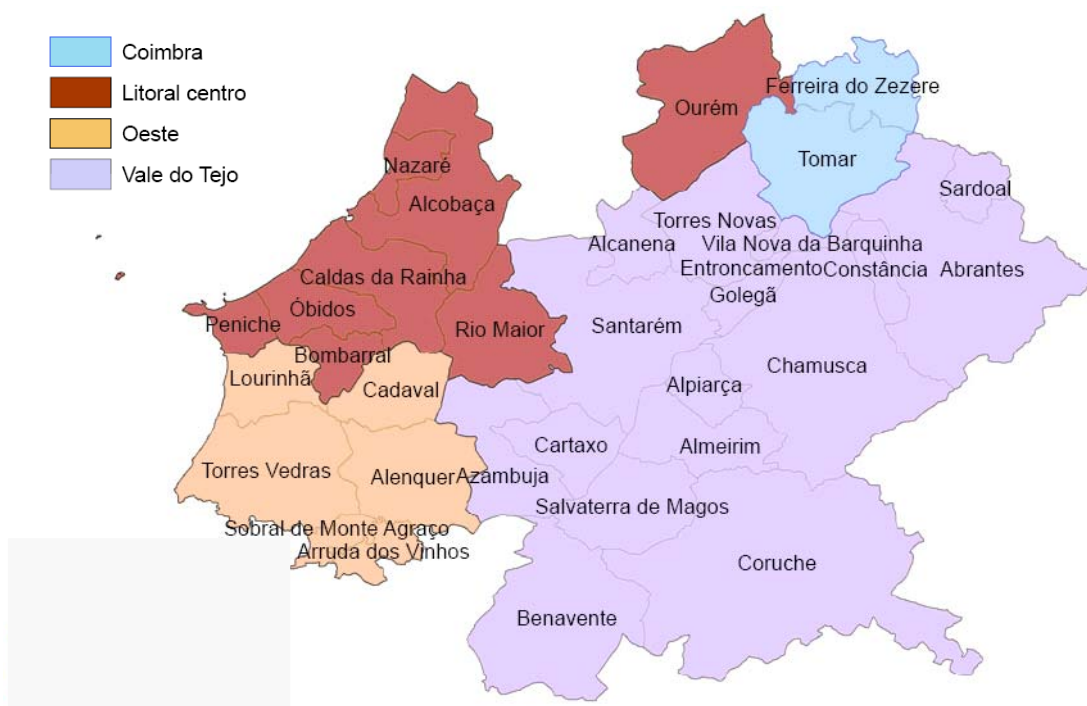 Coimbra
Litoral centro
Oeste
Vale do Tejo
Ferreira do Zezere
Ourém
Tomar
Nazaré
Sardoal
Alcobaça
Torres Novas
Alcanena
Vila Nova da Barquinha
Entroncamento
Constância
Abrantes
Caldas da Rainha
Golegã
Óbidos
Peniche
Santarém
Rio Maior
Bombarral
Chamusca
Lourinhã
Cadaval
Alpiarça
Cartaxo
Almeirim
Torres Vedras
Alenquer
Azambuja
Salvaterra de Magos
Sobral de Monte Agraço
Arruda dos Vinhos
Coruche
Benavente